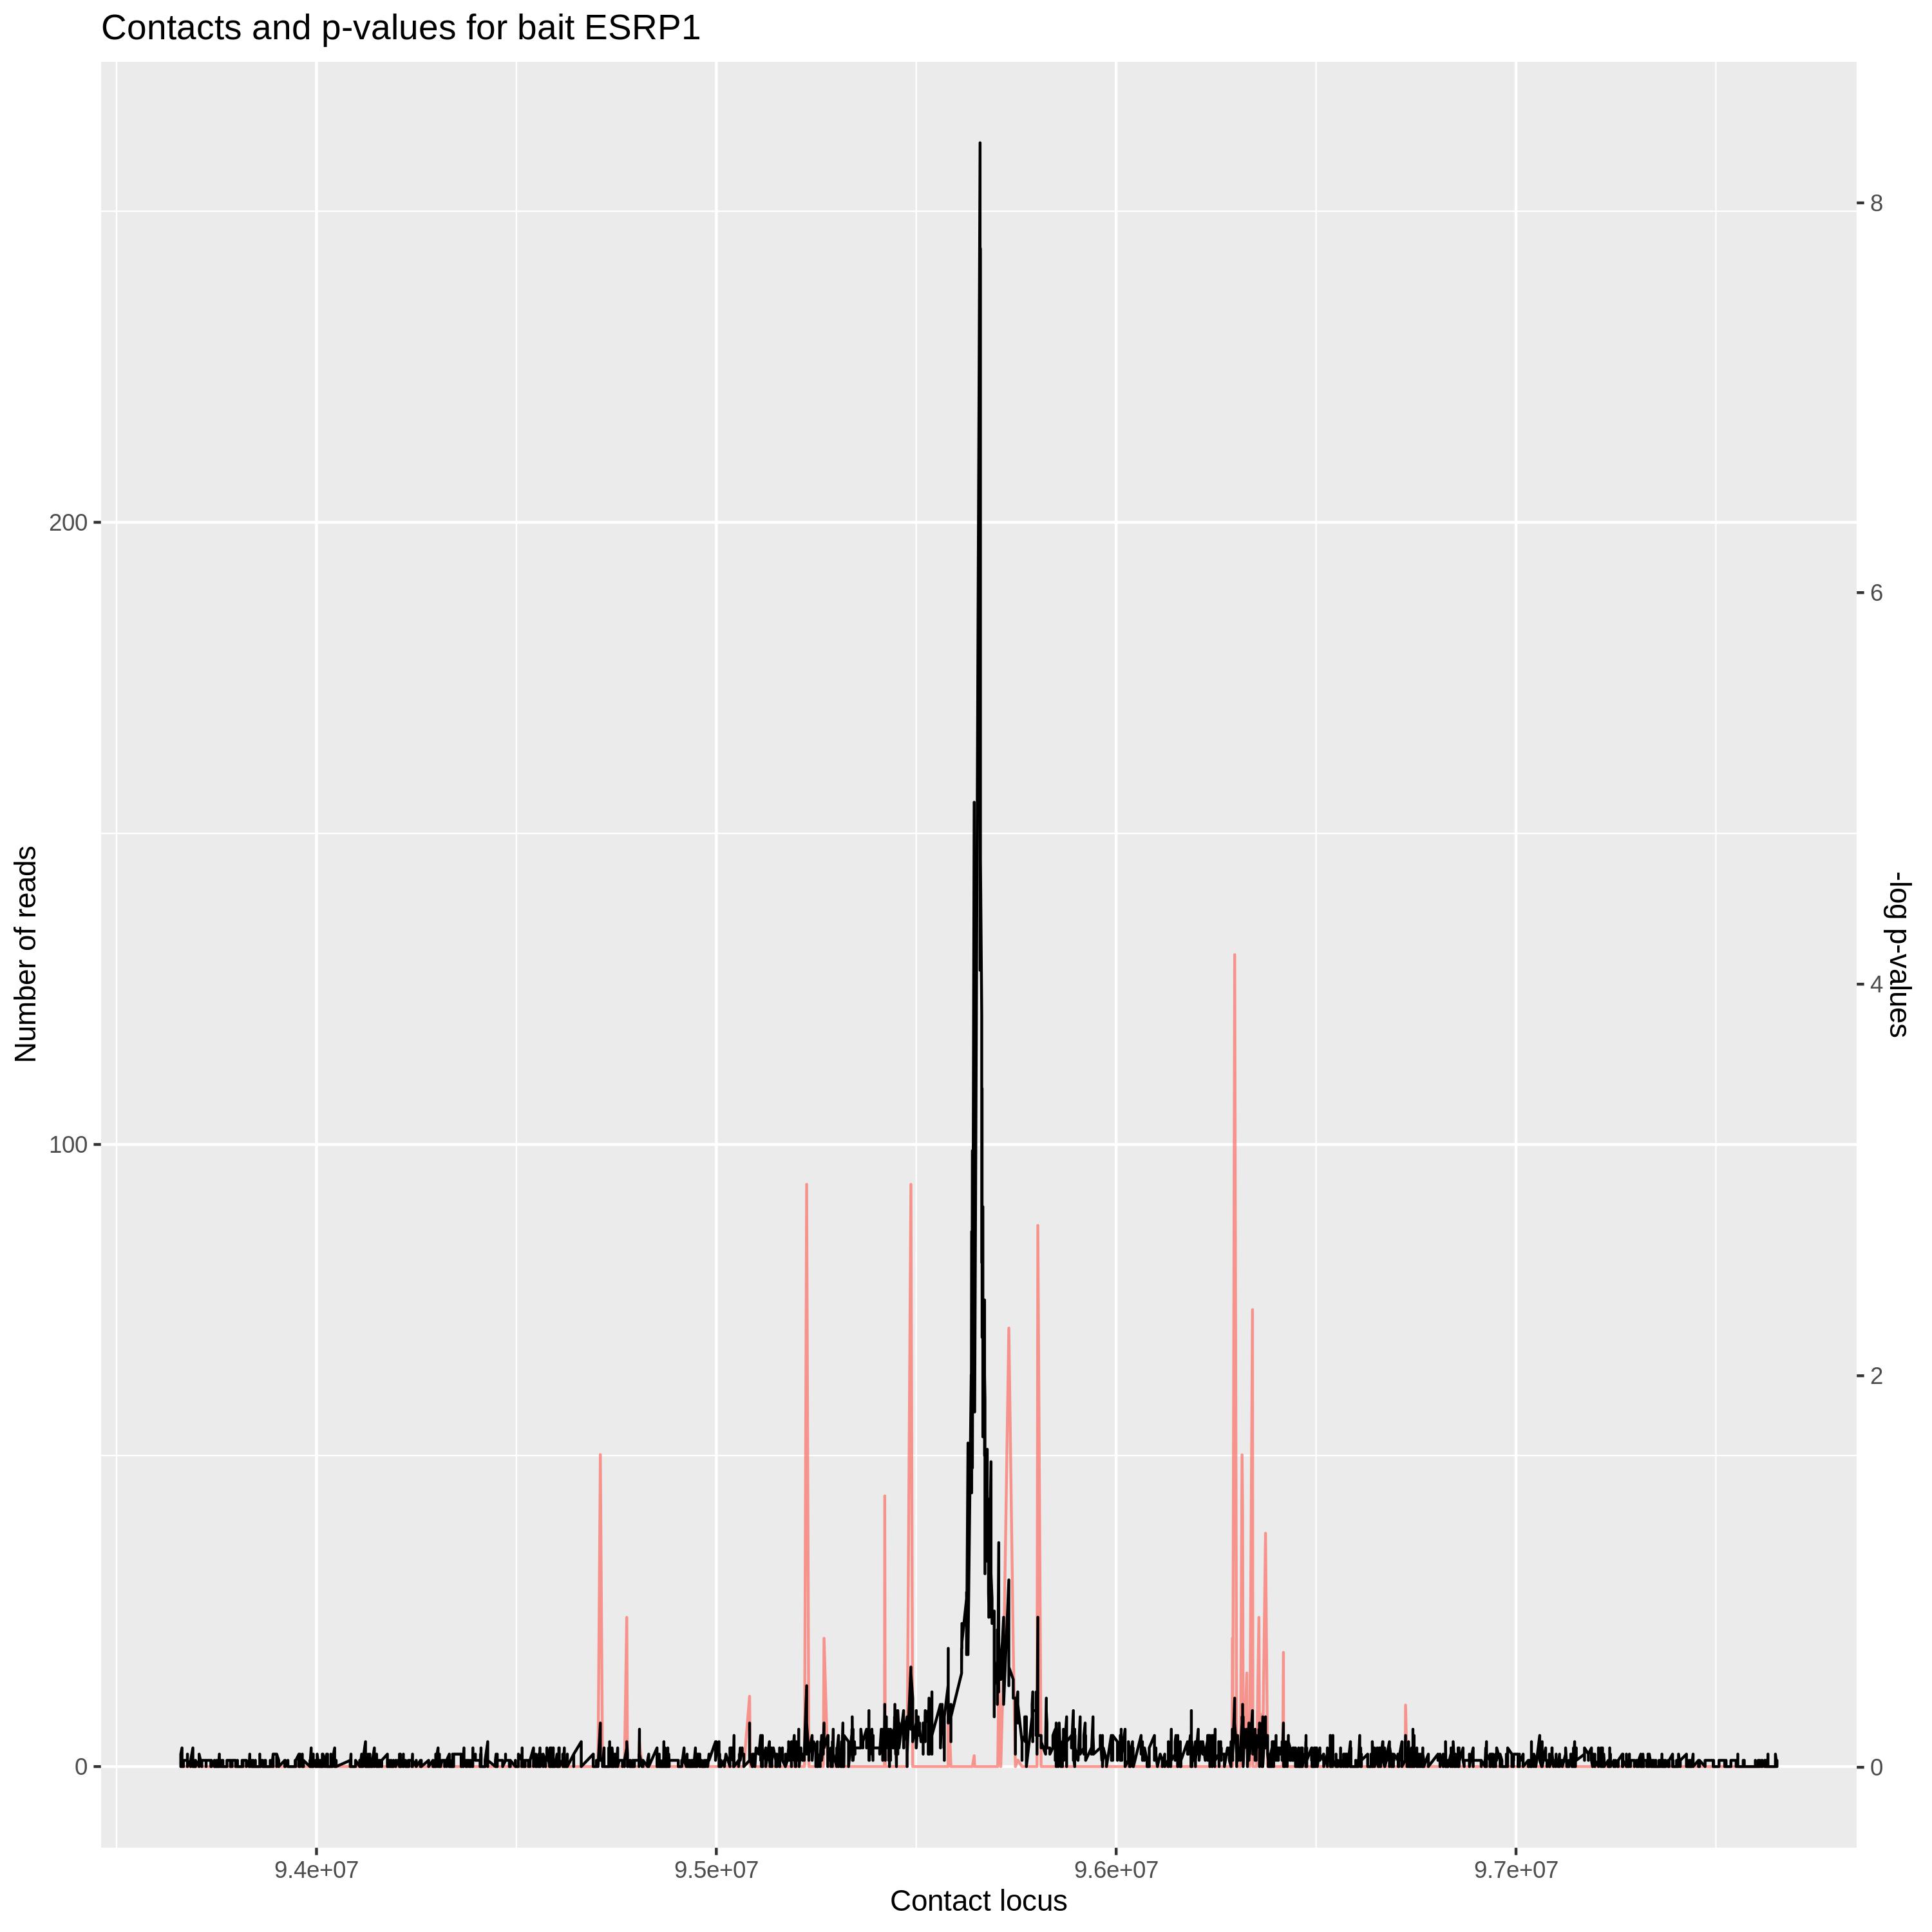 Contacts and p-values for bait ESRP1
Number of reads
200
100
0
8
6
4
2
0
-log p-values
9.4e+07
9.5e+07
9.6e+07
9.7e+07
Contact locus